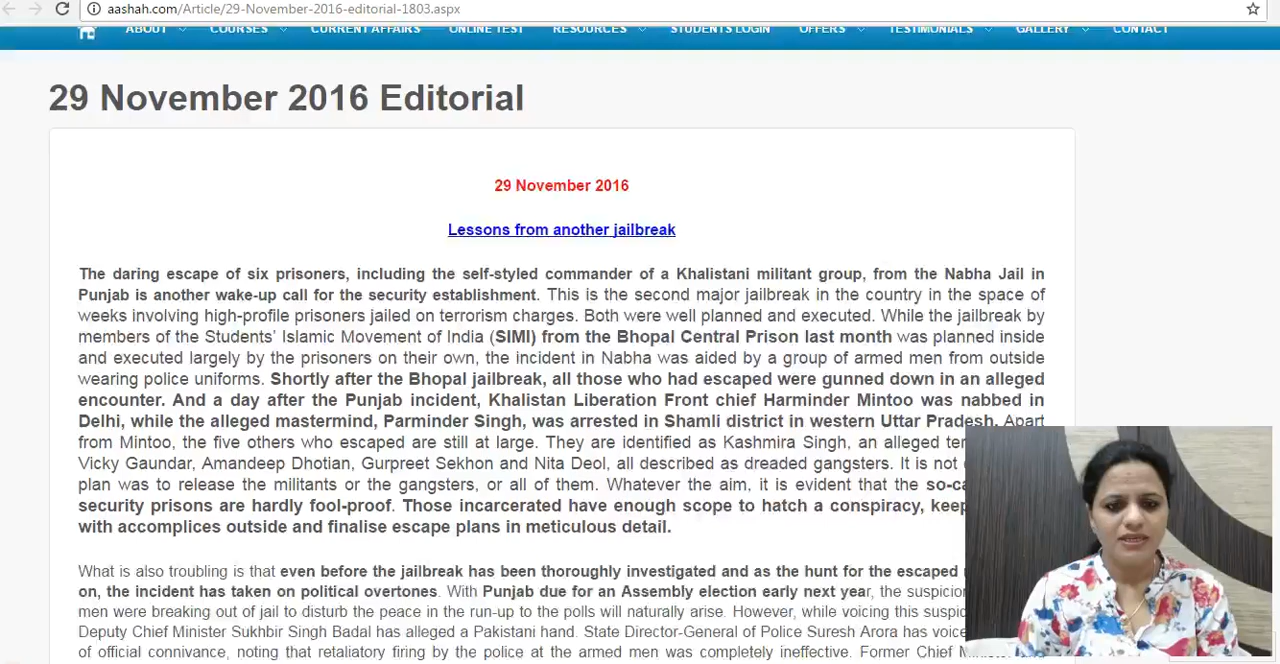 aashah.com/Article/29-November-2016-editorial-1803.aspx
ABOUT COURSES CURRENT AFFAIRS ONLINE TEST RESOURCES STUDENTS LOGIN OFFERS TESTIMONIALS GALLERY CONTACT
29 November 2016 Editorial
29 November 2016
Lessons from another jailbreak
The daring escape of six prisoners, including the self-styled commander of a Khalistani militant group, from the Nabha Jail in
Punjab is another wake-up call for the security establishment. This is the second major jailbreak in the country in the space of
weeks involving high-profile prisoners jailed on terrorism charges. Both were well planned and executed. While the jailbreak by
members of the Students' Islamic Movement of India (SIMI) from the Bhopal Central Prison last month was planned inside
and executed largely by the prisoners on their own, the incident in Nabha was aided by a group of armed men from outside
wearing police uniforms. Shortly after the Bhopal jailbreak, all those who had escaped were gunned down in an alleged
encounter. And a day after the Punjab incident, Khalistan Liberation Front chief Harminder Mintoo was nabbed in
Delhi, while the alleged mastermind, Parminder Singh, was arrested in Shamli district in western Uttar Pradesh. Apart
from Mintoo, the five others who escaped are still at large. They are identified as Kashmira Singh, an alleged
Vicky Gaundar, Amandeep Dhotian, Gurpreet Sekhon and Nita Deol, all described as dreaded gangsters. It is not
plan was to release the militants or the gangsters, or all of them. Whatever the aim, it is evident that the
security prisons are hardly fool-proof. Those incarcerated have enough scope to hatch a conspiracy,
with accomplices outside and finalise escape plans in meticulous detail.
What is also troubling is that even before the jailbreak has been thoroughly investigated and as the hunt for the escaped
on, the incident has taken on political overtones. With Punjab due for an Assembly election early next year, the
men were breaking out of jail to disturb the peace in the run-up to the polls will naturally arise. However, while voicing this
Deputy Chief Minister Sukhbir Singh Badal has alleged a Pakistani hand. State Director-General of Police Suresh Arora has
of official connivance, noting that retaliatory firing by the police at the armed men was completely ineffective. Former Chief